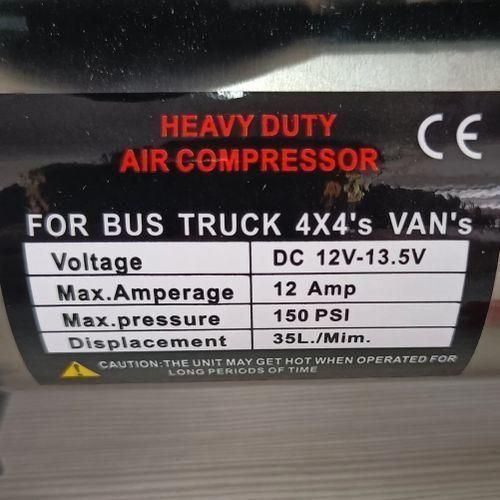 HEAVY DUTY
AIR COMPRESSOR
CE
FOR BUS TRUCK 4X4's VAN's
Voltage DC 12V-13.5V
Max.Amperage 12 Amp
Max.pressure 150 PSI
Displacement 35L./Mim.
CAUTION:THE UNIT MAY GET HOT WHEN OPERATED FOR
LONG PERIODS OF TIME